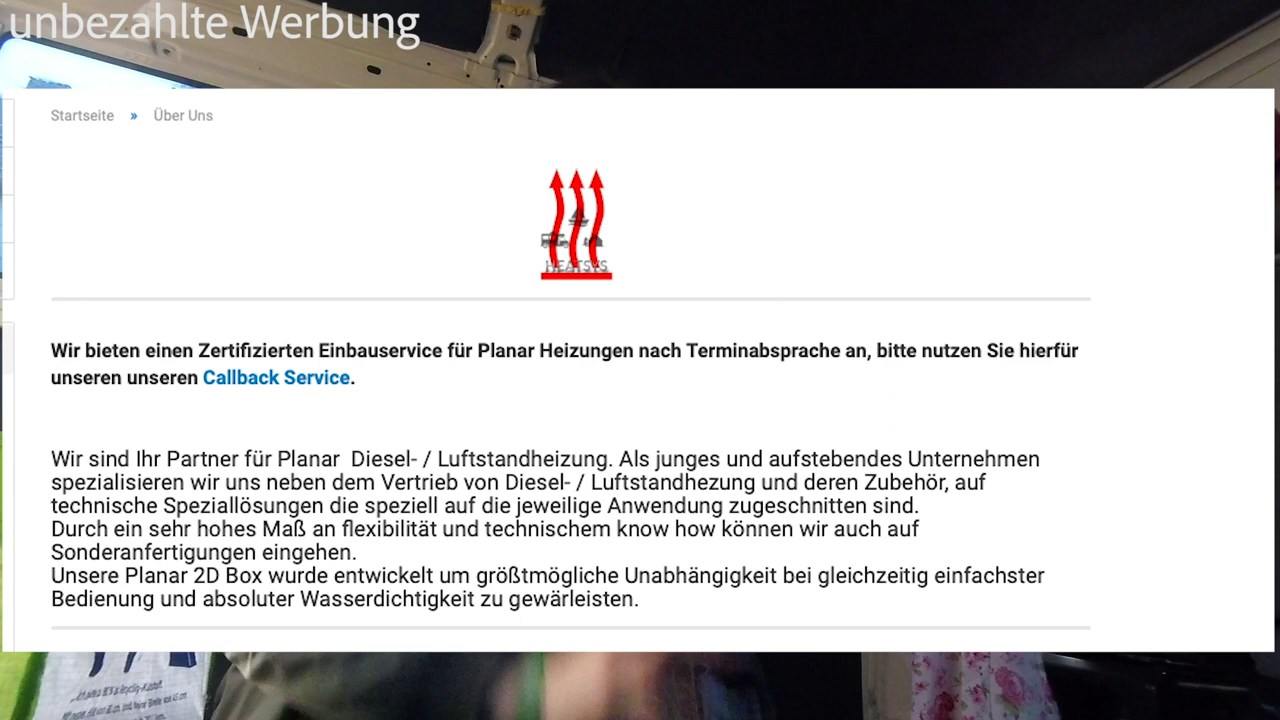 unbezahlte Werbung
Startseite » Über Uns
HEATSYS
Wir bieten einen Zertifizierten Einbauservice für Planar Heizungen nach Terminabsprache an, bitte nutzen Sie hierfür
unseren unseren Callback Service.
Wir sind Ihr Partner für Planar Diesel- / Luftstandheizung. Als junges und aufstebendes Unternehmen
spezialisieren wir uns neben dem Vertrieb von Diesel- / Luftstandhezung und deren Zubehör, auf
technische Speziallösungen die speziell auf die jeweilige Anwendung zugeschnitten sind.
Durch ein sehr hohes Maß an flexibilität und technischem know how können wir auch auf
Sonderanfertigungen eingehen.
Unsere Planar 2D Box wurde entwickelt um größtmögliche Unabhängigkeit bei gleichzeitig einfachster
Bedienung und absoluter Wasserdichtigkeit zu gewärleisten.